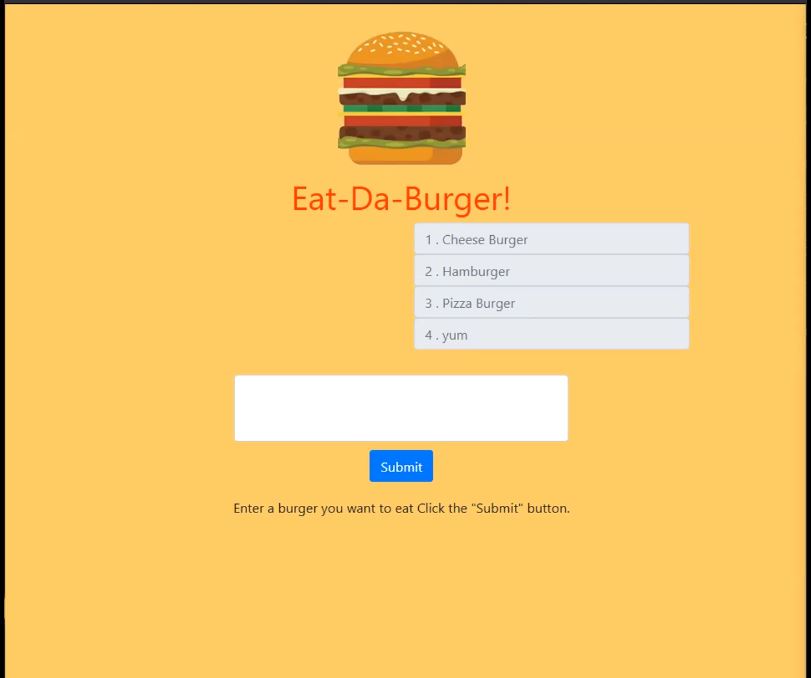 Eat-Da-Burger!
1 . Cheese Burger
2 . Hamburger
3 . Pizza Burger
4 . yum
Submit
Enter a burger you want to eat Click the "Submit" button.